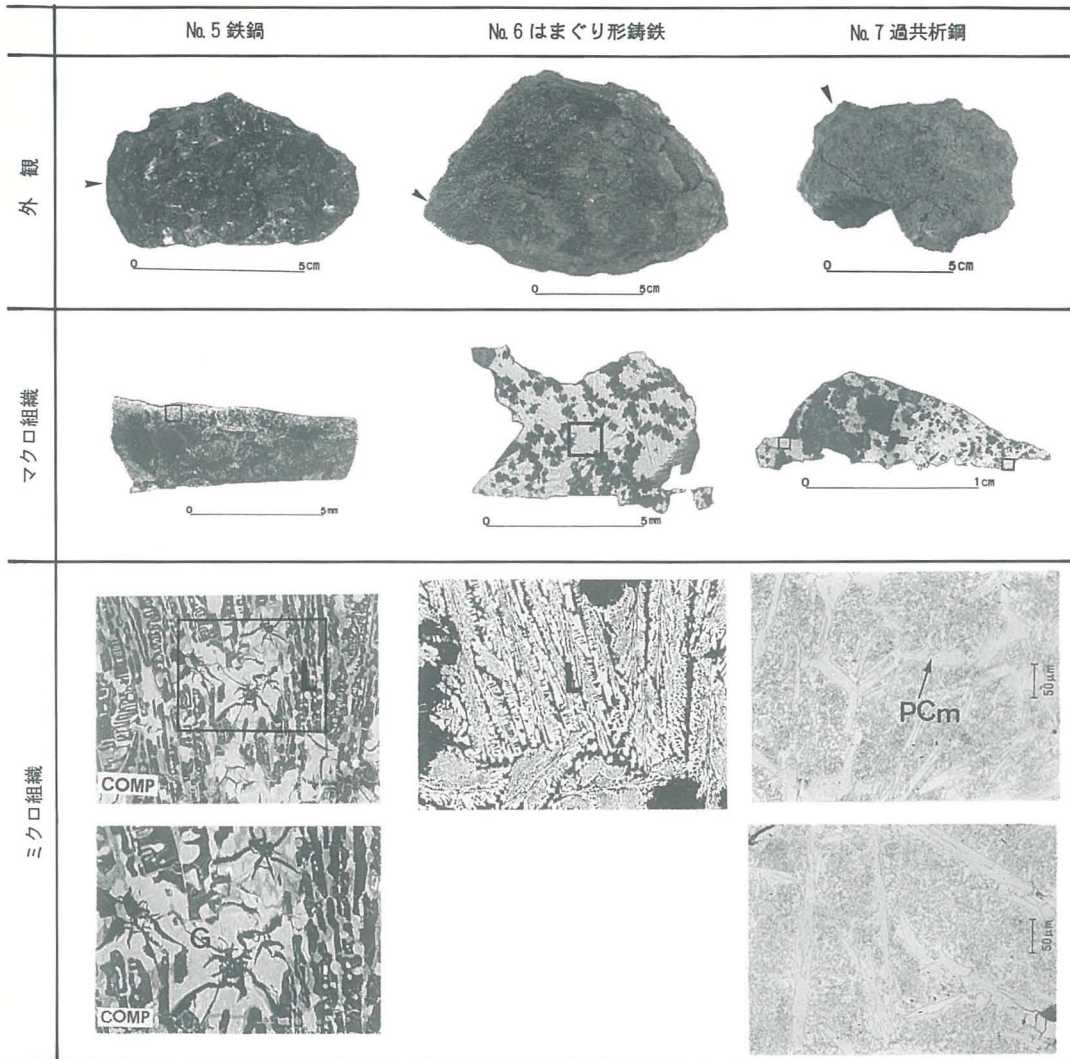 No.5 鉄鍋 No.6 はまぐり形鋳鉄 No.7 過共析鋼
外観
0 5cm 0 5cm 0 5cm
マクロ組織
0 5mm 0 5mm 0 1cm
ミクロ組織
L L PCm 50μm
COMP
G 50μm
COMP